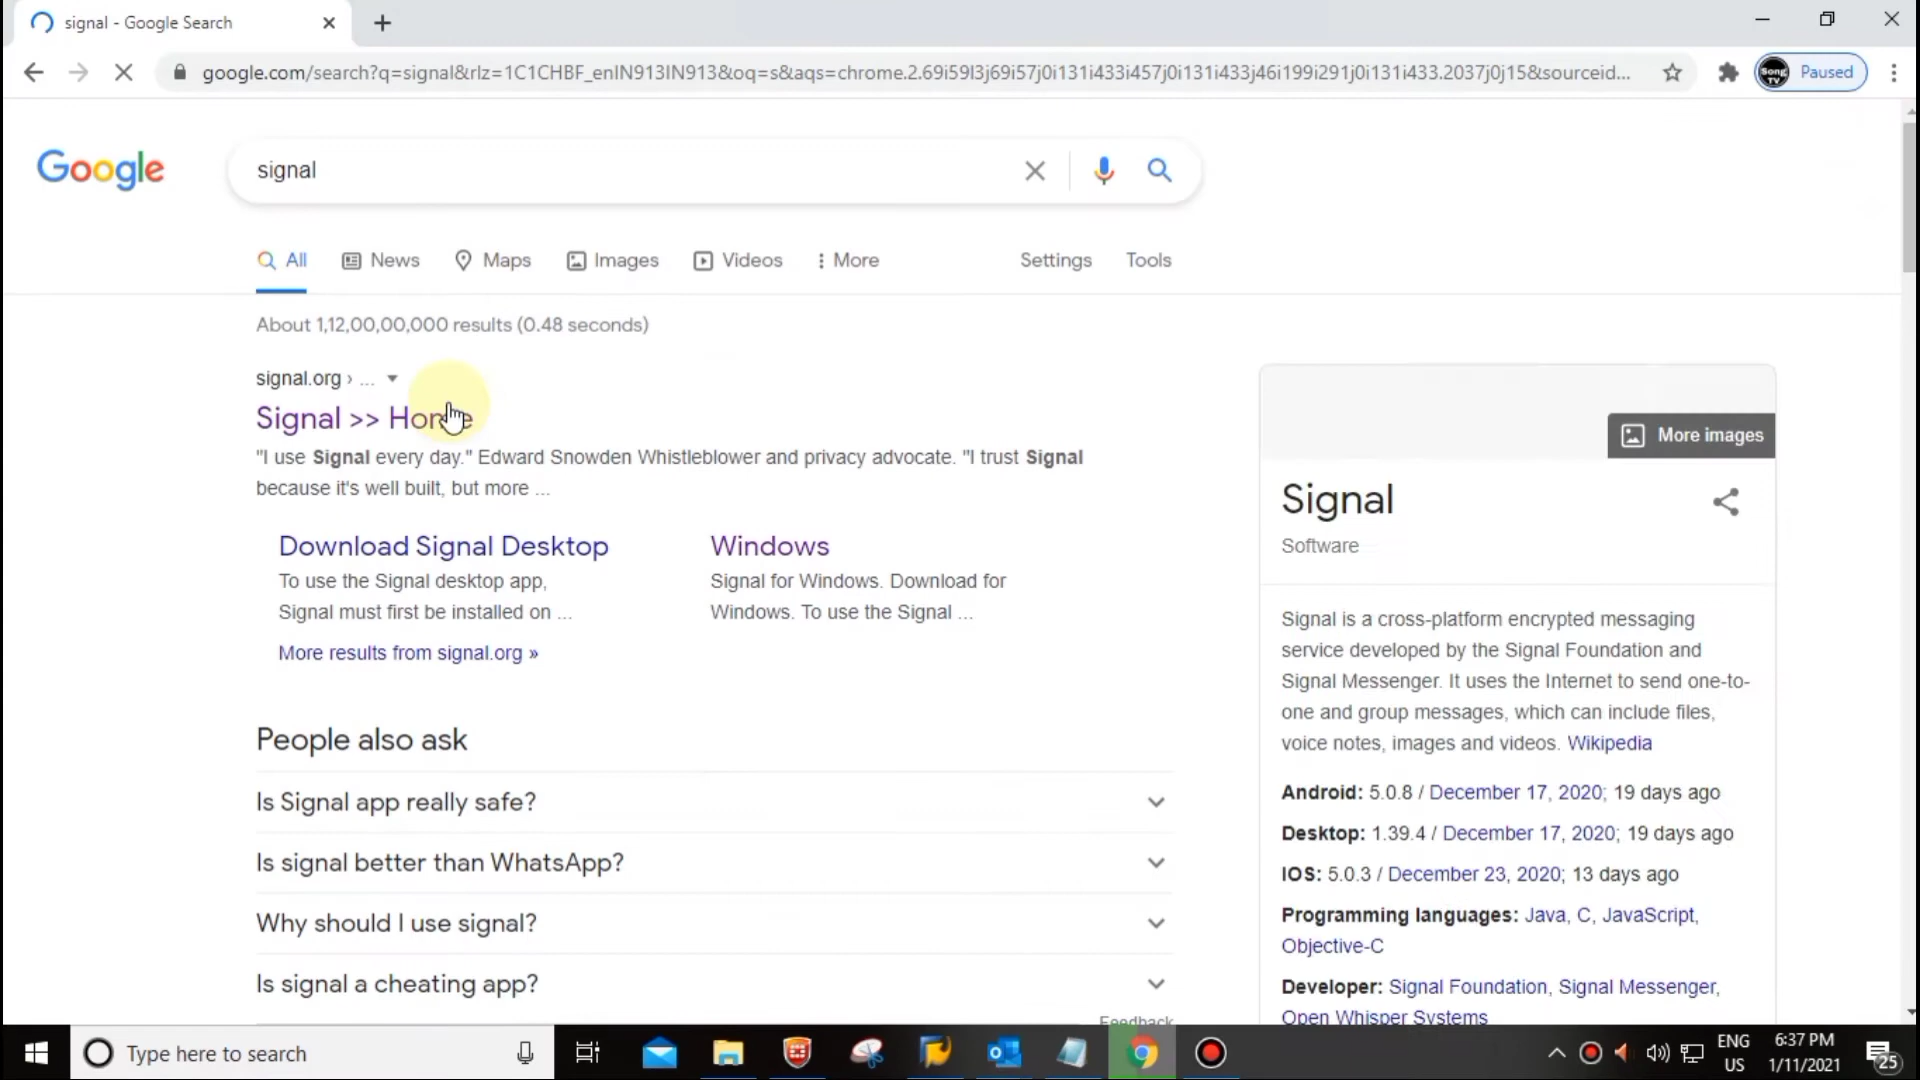 signal - Google Search
google.com/search?q=signal&rlz=1C1CHBF_enIN913IN913&oq=s&aqs=chrome.2.69i59l3j69i57j0i131i433i457j0i131i433j46i199i291j0i131i433.2037j0j15&sourceid...
Song TV
Paused
Google
signal
All
News
Maps
Images
Videos
More
Settings
Tools
About 1,12,00,00,000 results (0.48 seconds)
signal.org › ...
Signal >> Home
"I use Signal every day." Edward Snowden Whistleblower and privacy advocate. "I trust Signal
because it's well built, but more ...
Download Signal Desktop
To use the Signal desktop app,
Signal must first be installed on ...
Windows
Signal for Windows. Download for
Windows. To use the Signal ...
More results from signal.org »
People also ask
Is Signal app really safe?
Is signal better than WhatsApp?
Why should I use signal?
Is signal a cheating app?
Feedback
More images
Signal
Software
Signal is a cross-platform encrypted messaging
service developed by the Signal Foundation and
Signal Messenger. It uses the Internet to send one-to-
one and group messages, which can include files,
voice notes, images and videos. Wikipedia
Android: 5.0.8 / December 17, 2020; 19 days ago
Desktop: 1.39.4 / December 17, 2020; 19 days ago
IOS: 5.0.3 / December 23, 2020; 13 days ago
Programming languages: Java, C, JavaScript,
Objective-C
Developer: Signal Foundation, Signal Messenger,
Open Whisper Systems
Type here to search
ENG
US
6:37 PM
1/11/2021
25